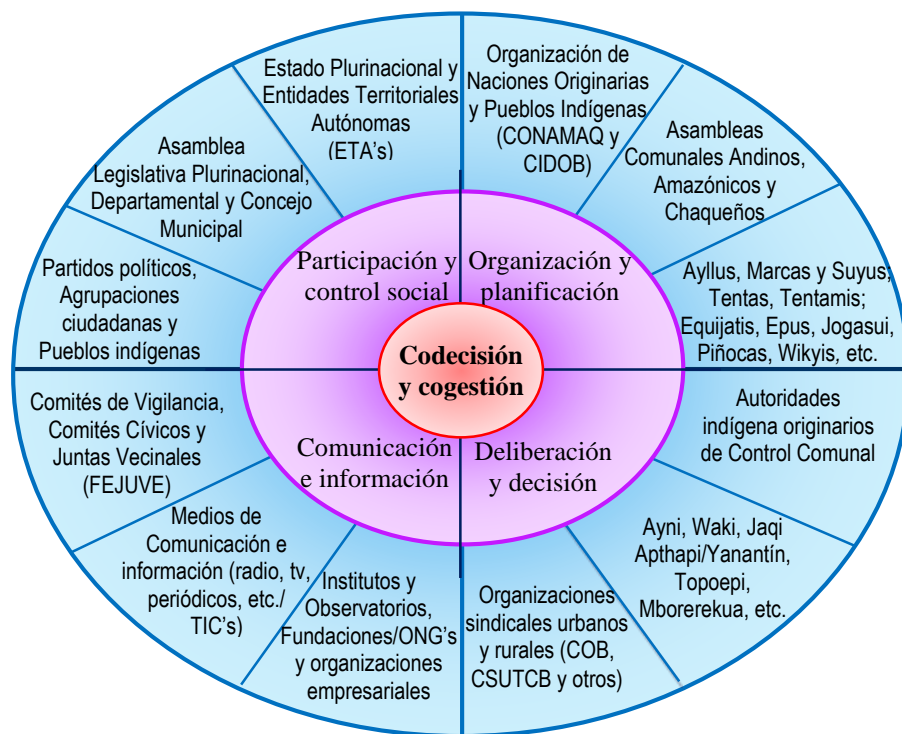 Estado Plurinacional y
Entidades Territoriales
Autónomas
(ETA's)
Organización de
Naciones Originarias
y Pueblos Indígenas
(CONAMAQ y
CIDOB)
Asambleas
Comunales Andinos,
Amazónicos y
Chaqueños
Ayllus, Marcas y Suyus;
Tentas, Tentamis;
Equijatis, Epus, Jogasui,
Piñocas, Wikyis, etc.
Autoridades
indígena originarios
de Control Comunal
Ayni, Waki, Jaqi
Apthapi/Yanantín,
Topoepi,
Mborerekua, etc.
Organizaciones
sindicales urbanos
y rurales (COB,
CSUTCB y otros)
Institutos y
Observatorios,
Fundaciones/ONG's
y organizaciones
empresariales
Medios de
Comunicación e
información (radio, tv,
periódicos, etc./
TIC's)
Comités de Vigilancia,
Comités Cívicos y
Juntas Vecinales
(FEJUVE)
Partidos políticos,
Agrupaciones
ciudadanas y
Pueblos indígenas
Asamblea
Legislativa Plurinacional,
Departamental y Concejo
Municipal
Participación y
control social
Organización y
planificación
Codecisión
y cogestión
Comunicación
e información
Deliberación
y decisión